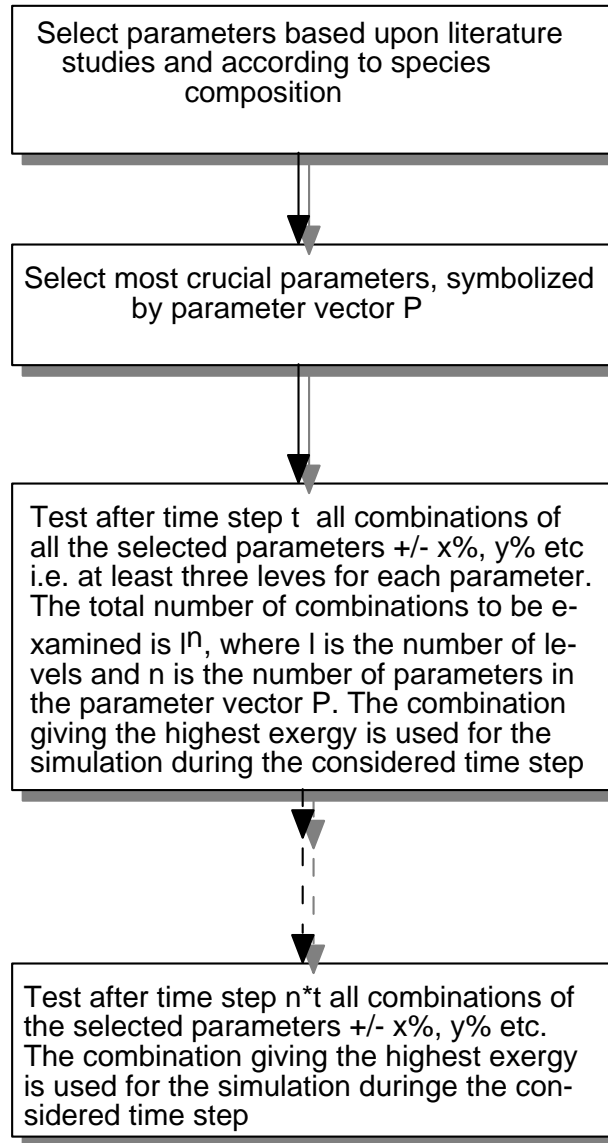 Select parameters based upon literature
studies and according to species
composition
Select most crucial parameters, symbolized
by parameter vector P
Test after time step t all combinations of
all the selected parameters +/- x%, y% etc
i.e. at least three leves for each parameter.
The total number of combinations to be e-
xamined is lⁿ, where l is the number of le-
vels and n is the number of parameters in
the parameter vector P. The combination
giving the highest exergy is used for the
simulation during the considered time step
Test after time step n*t all combinations of
the selected parameters +/- x%, y% etc.
The combination giving the highest exergy
is used for the simulation duringe the con-
sidered time step